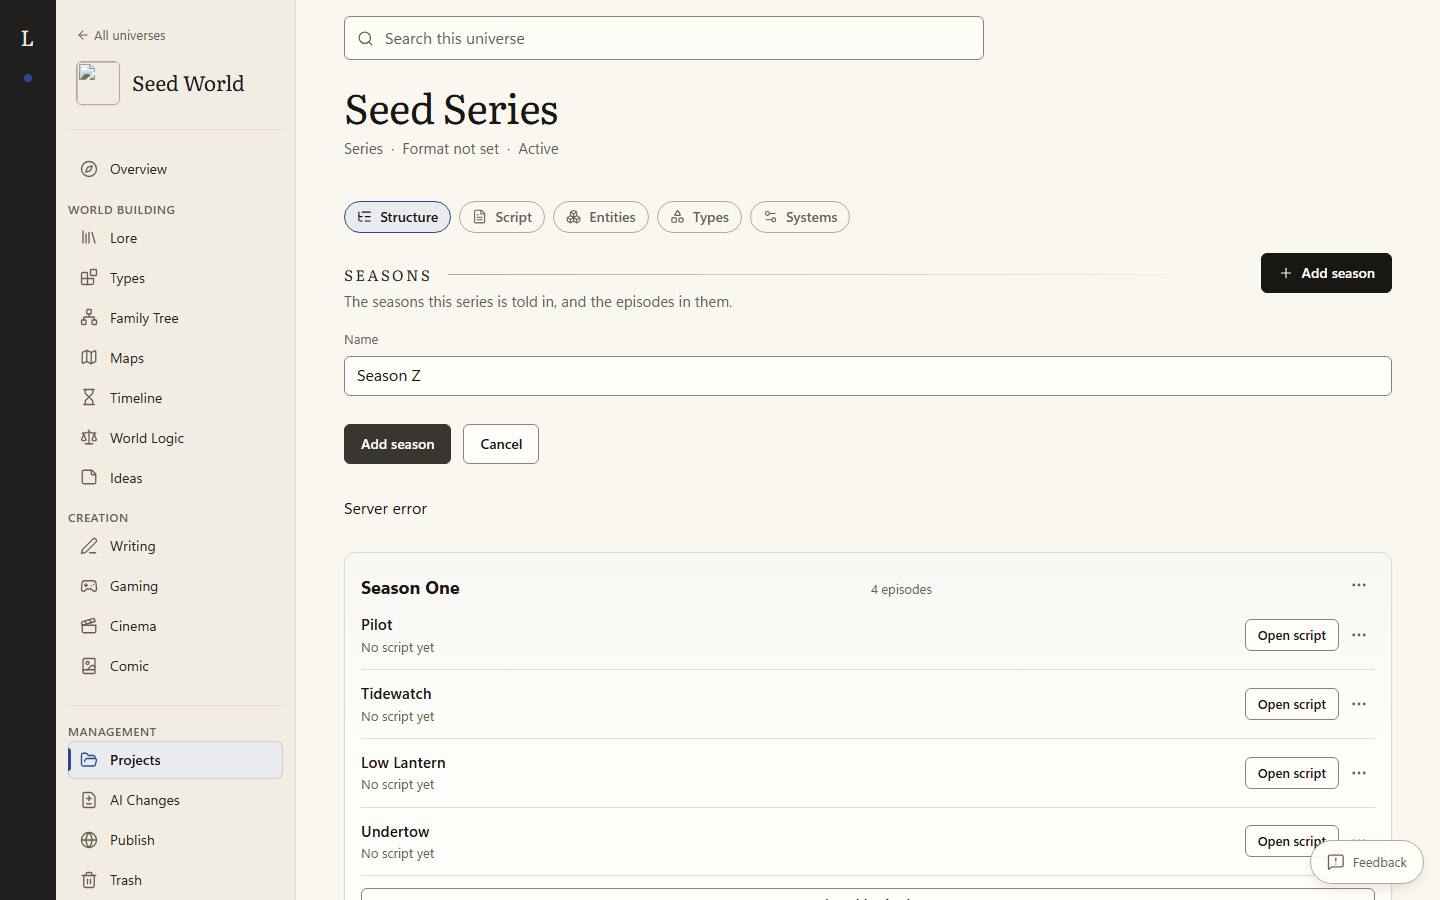 L
All universes
Seed World
Overview
WORLD BUILDING
Lore
Types
Family Tree
Maps
Timeline
World Logic
Ideas
CREATION
Writing
Gaming
Cinema
Comic
MANAGEMENT
Projects
AI Changes
Publish
Trash
Search this universe
Seed Series
Series · Format not set · Active
Structure
Script
Entities
Types
Systems
SEASONS
Add season
The seasons this series is told in, and the episodes in them.
Name
Season Z
Add season
Cancel
Server error
Season One
4 episodes
Pilot
No script yet
Open script
Tidewatch
No script yet
Open script
Low Lantern
No script yet
Open script
Undertow
No script yet
Open script
Feedback